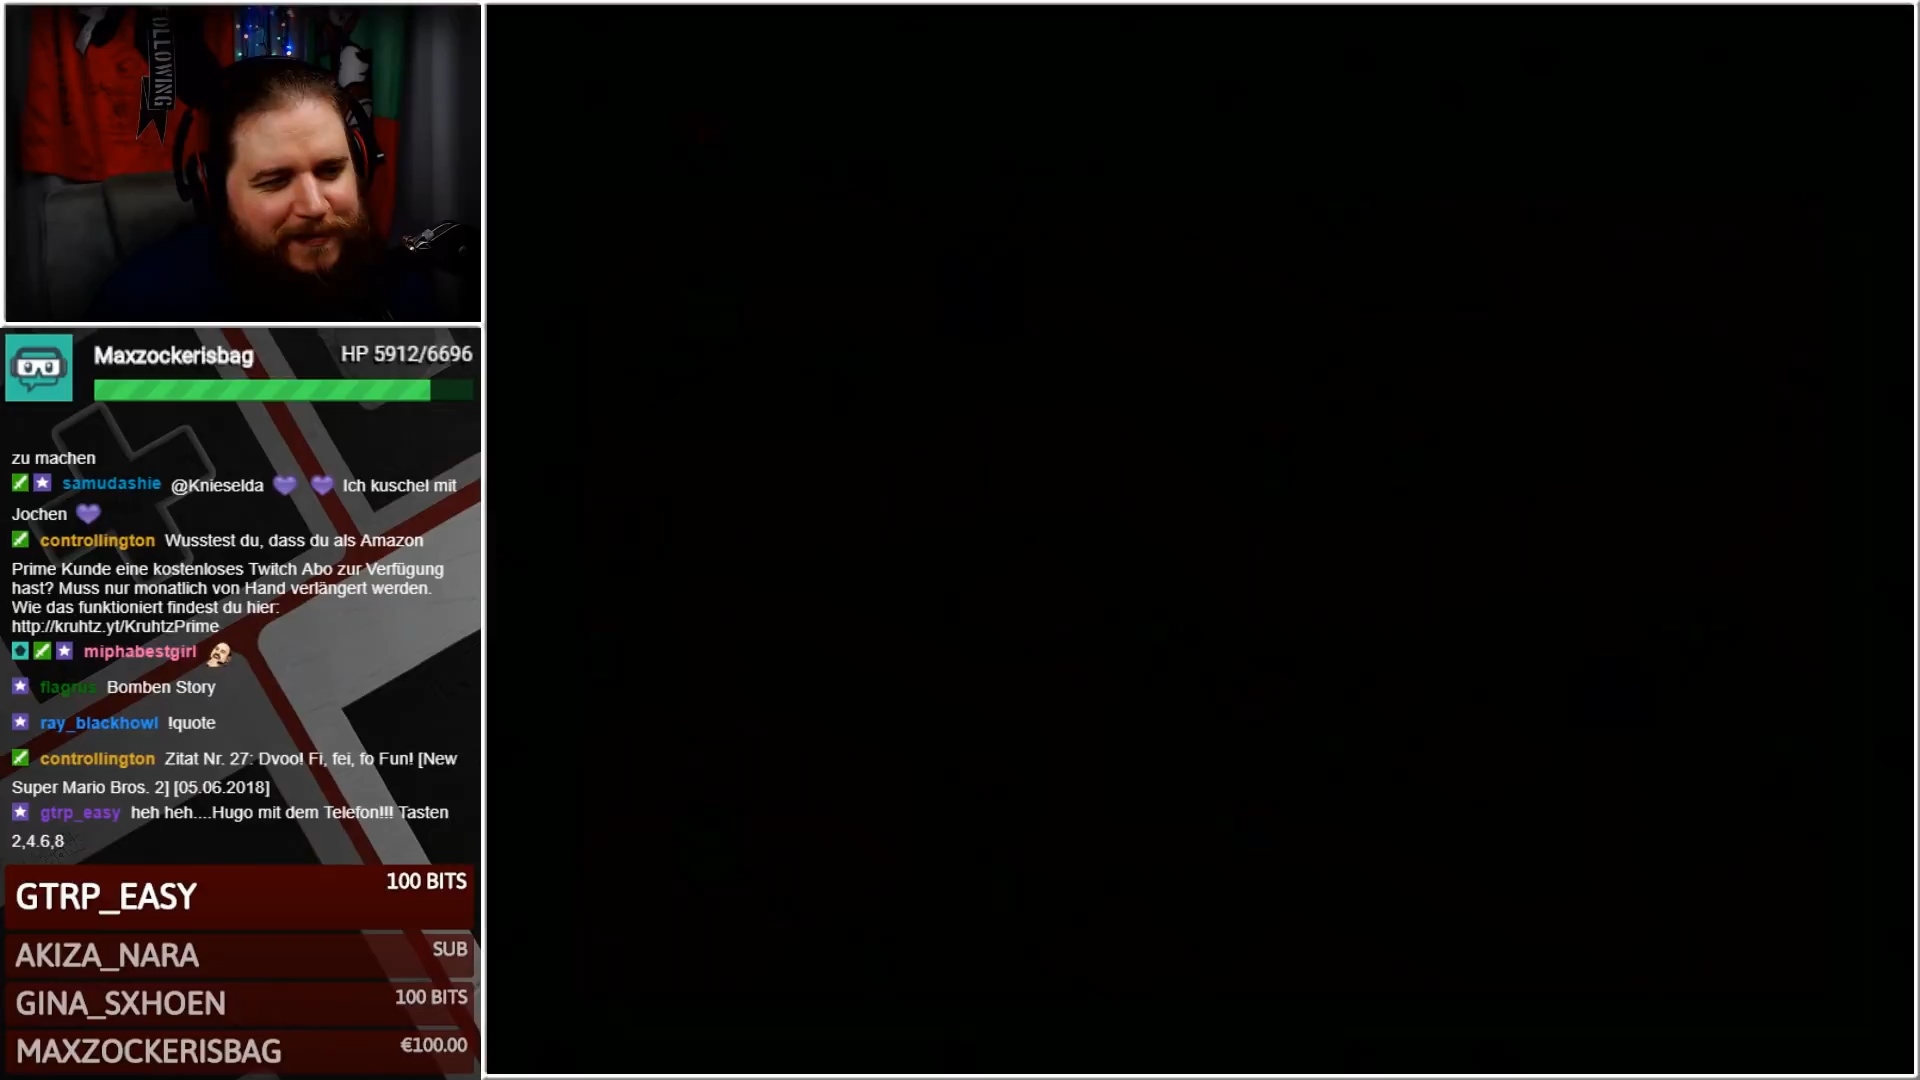 FOLLOWING
Maxzockerisbag HP 5912/6696
zu machen
samudashie @Knieselda Ich kuschel mit
Jochen
controllington Wusstest du, dass du als Amazon
Prime Kunde eine kostenloses Twitch Abo zur Verfügung
hast? Muss nur monatlich von Hand verlängert werden.
Wie das funktioniert findest du hier:
http://kruhtz.yt/KruhtzPrime
miphabestgirl
flagrus Bomben Story
ray_blackhowl !quote
controllington Zitat Nr. 27: Dvoo! Fi, fei, fo Fun! [New
Super Mario Bros. 2] [05.06.2018]
gtrp_easy heh heh....Hugo mit dem Telefon!!! Tasten
2,4.6,8
GTRP_EASY 100 BITS
AKIZA_NARA SUB
GINA_SXHOEN 100 BITS
MAXZOCKERISBAG €100.00